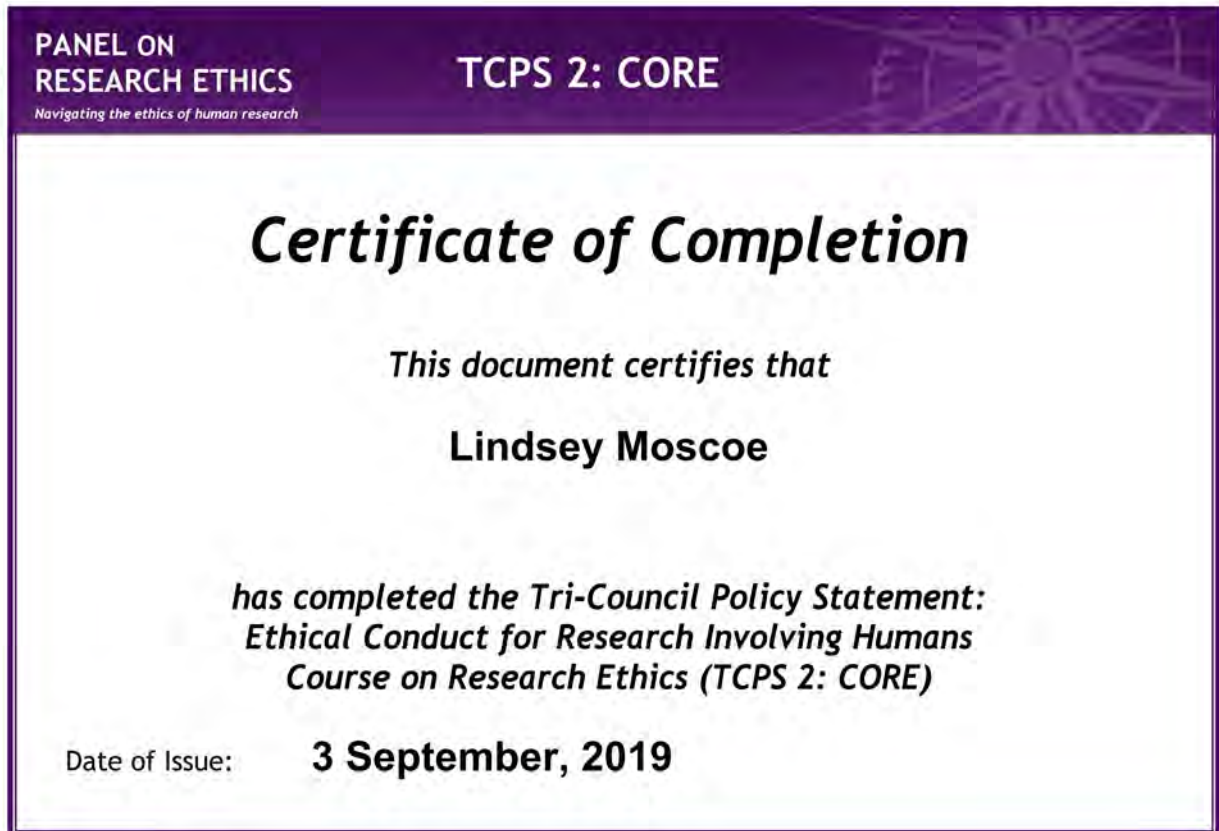 PANEL ON
RESEARCH ETHICS
Navigating the ethics of human research
TCPS 2: CORE
Certificate of Completion
This document certifies that
Lindsey Moscoe
has completed the Tri-Council Policy Statement:
Ethical Conduct for Research Involving Humans
Course on Research Ethics (TCPS 2: CORE)
Date of Issue: 3 September, 2019